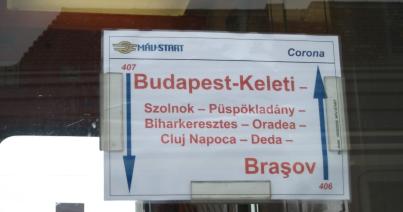 MÁV-START
Corona
407
Budapest-Keleti –
Szolnok – Püspökladány –
Biharkeresztes – Oradea –
Cluj Napoca – Deda –
Braşov
406